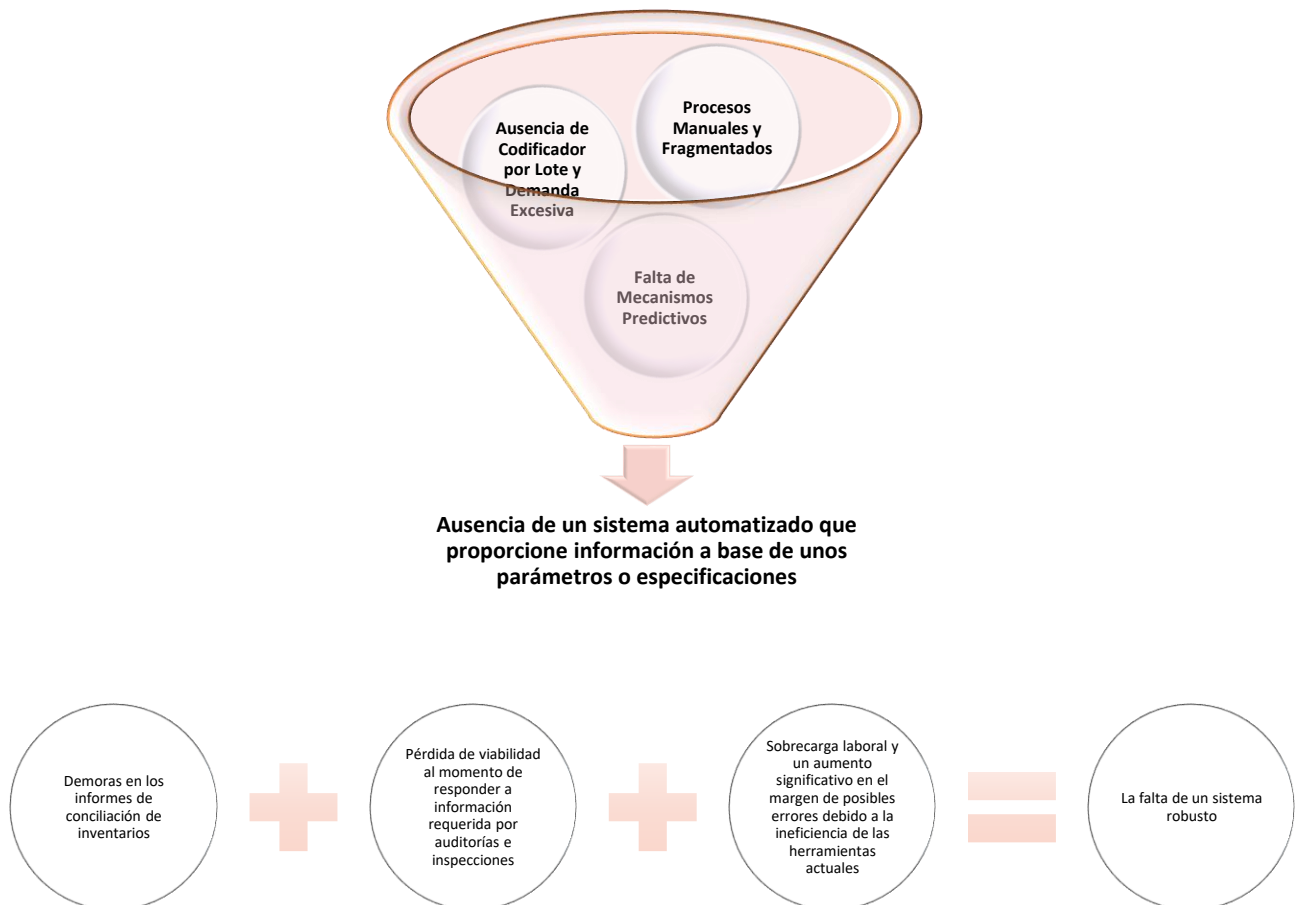 Procesos
Manuales y
Fragmentados
Ausencia de
Codificador
por Lote y
Demanda
Excesiva
Falta de
Mecanismos
Predictivos
Ausencia de un sistema automatizado que
proporcione información a base de unos
parámetros o especificaciones
Demoras en los
informes de
conciliación de
inventarios
Pérdida de viabilidad
al momento de
responder a
información
requerida por
auditorías e
inspecciones
Sobrecarga laboral y
un aumento
significativo en el
margen de posibles
errores debido a la
ineficiencia de las
herramientas
actuales
La falta de un sistema
robusto